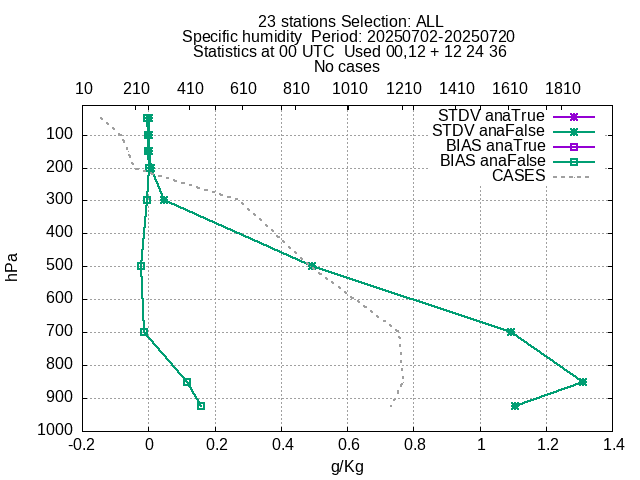 23 stations Selection: ALL
Specific humidity  Period: 20250702-20250720
Statistics at 00 UTC  Used 00,12 + 12 24 36
No cases
10 210 410 610 810 1010 1210 1410 1610 1810
STDV anaTrue
STDV anaFalse
BIAS anaTrue
BIAS anaFalse
CASES
100
200
300
400
500
600
700
800
900
1000
hPa
-0.2 0 0.2 0.4 0.6 0.8 1 1.2 1.4
g/Kg